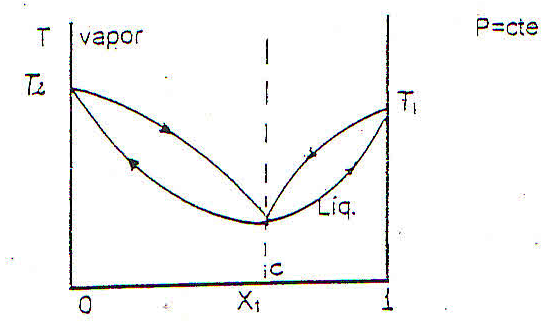 T vapor P=cte
T2 T1
Líq.
C
0 X1 1